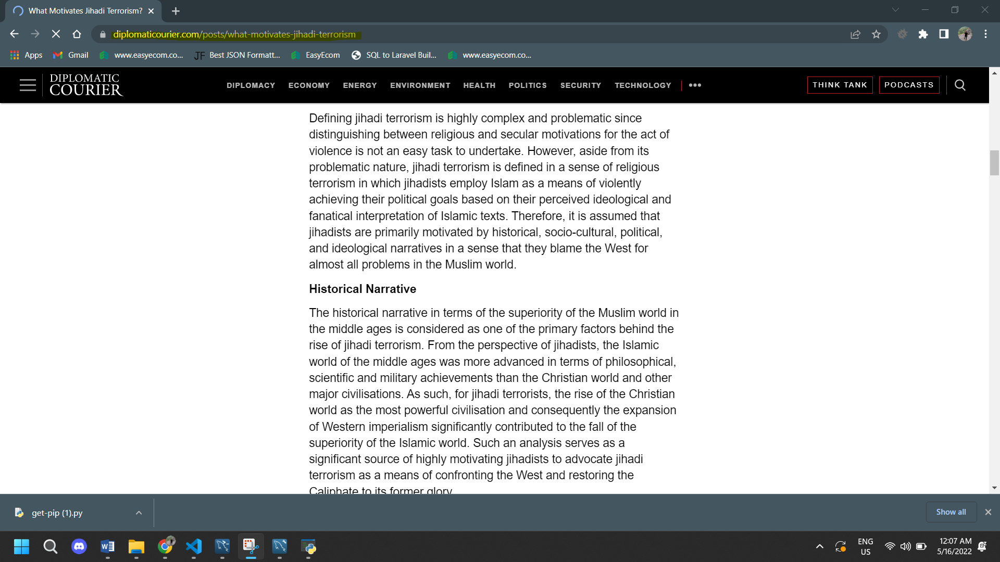 What Motivates Jihadi Terrorism?
diplomaticourier.com/posts/what-motivates-jihadi-terrorism
Apps
Gmail
www.easyecom.co...
JF Best JSON Formatt...
EasyEcom
SQL to Laravel Buil...
www.easyecom.co...
DIPLOMATIC
COURIER
DIPLOMACY
ECONOMY
ENERGY
ENVIRONMENT
HEALTH
POLITICS
SECURITY
TECHNOLOGY
THINK TANK
PODCASTS
Defining jihadi terrorism is highly complex and problematic since
distinguishing between religious and secular motivations for the act of
violence is not an easy task to undertake. However, aside from its
problematic nature, jihadi terrorism is defined in a sense of religious
terrorism in which jihadists employ Islam as a means of violently
achieving their political goals based on their perceived ideological and
fanatical interpretation of Islamic texts. Therefore, it is assumed that
jihadists are primarily motivated by historical, socio-cultural, political,
and ideological narratives in a sense that they blame the West for
almost all problems in the Muslim world.
Historical Narrative
The historical narrative in terms of the superiority of the Muslim world in
the middle ages is considered as one of the primary factors behind the
rise of jihadi terrorism. From the perspective of jihadists, the Islamic
world of the middle ages was more advanced in terms of philosophical,
scientific and military achievements than the Christian world and other
major civilisations. As such, for jihadi terrorists, the rise of the Christian
world as the most powerful civilisation and consequently the expansion
of Western imperialism significantly contributed to the fall of the
superiority of the Islamic world. Such an analysis serves as a
significant source of highly motivating jihadists to advocate jihadi
terrorism as a means of confronting the West and restoring the
Caliphate to its former glory
get-pip (1).py
Show all
ENG
US
12:07 AM
5/16/2022